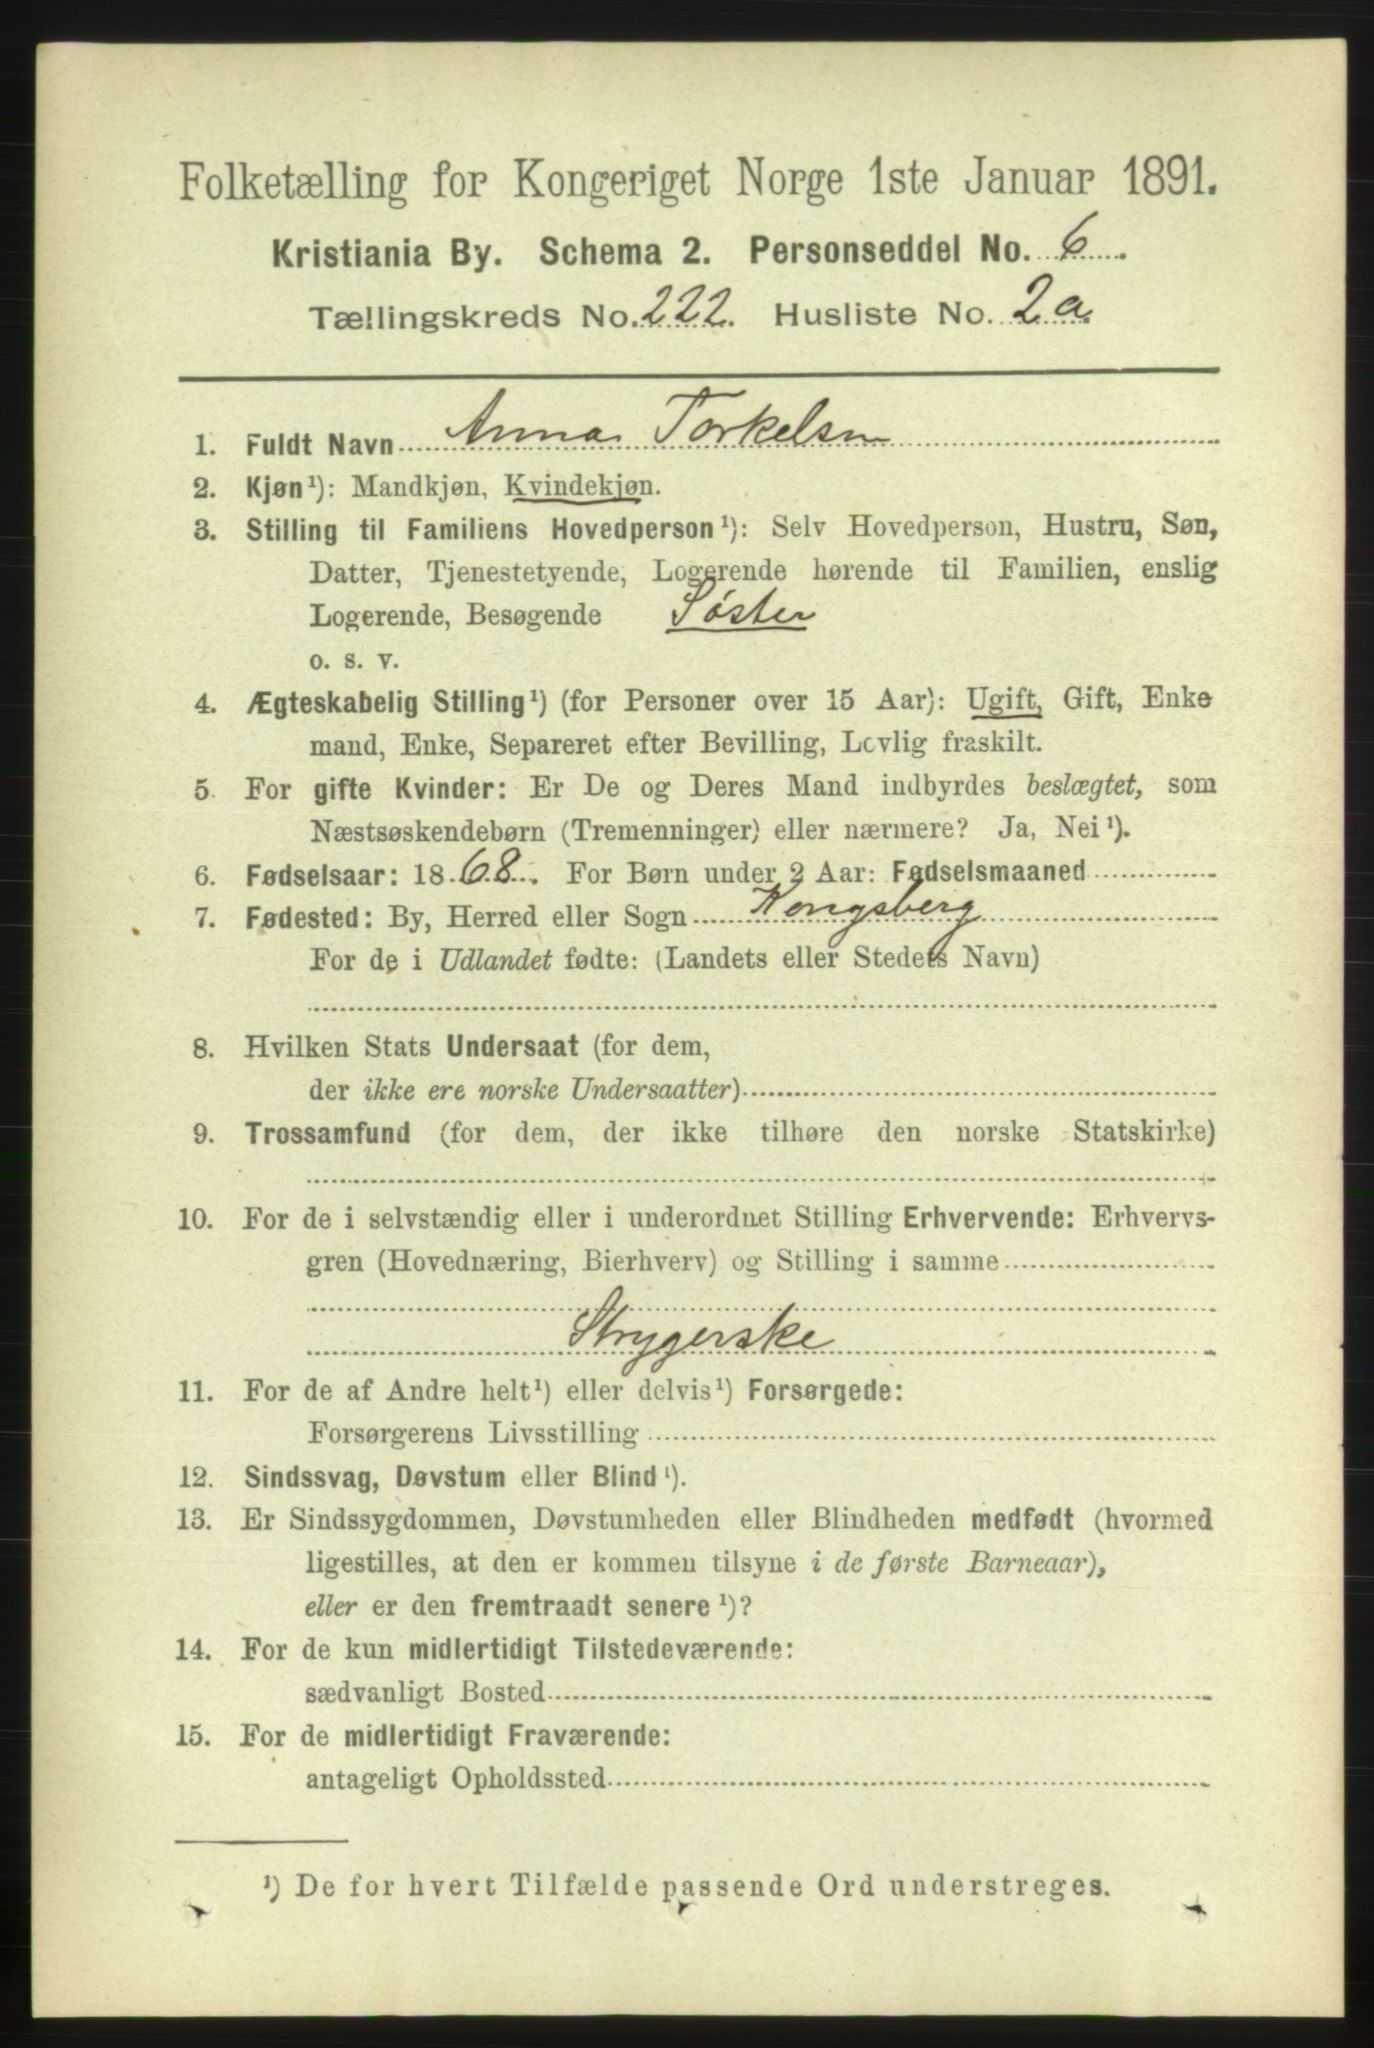 Folketælling for Kongeriget Norge 1ste Januar 1891.
Kristiania By. Schema 2. Personseddel No. 6.
Tællingskreds No. 222. Husliste No. 2a
1. Fuldt Navn Anna Torkelsen
2. Kjøn¹): Mandkjøn, Kvindekjøn.
3. Stilling til Familiens Hovedperson¹): Selv Hovedperson, Hustru, Søn,
Datter, Tjenestetyende, Logerende hørende til Familien, enslig
Logerende, Besøgende Søster
o. s. v.
4. Ægteskabelig Stilling¹) (for Personer over 15 Aar): Ugift, Gift, Enke
mand, Enke, Separeret efter Bevilling, Lovlig fraskilt.
5. For gifte Kvinder: Er De og Deres Mand indbyrdes beslægtet, som
Næstsøskendebørn (Tremenninger) eller nærmere? Ja, Nei¹).
6. Fødselsaar: 1868. For Børn under 2 Aar: Fødselsmaaned
7. Fødested: By, Herred eller Sogn Kongsberg
For de i Udlandet fødte: (Landets eller Stedets Navn)
8. Hvilken Stats Undersaat (for dem,
der ikke ere norske Undersaatter)
9. Trossamfund (for dem, der ikke tilhøre den norske Statskirke)
10. For de i selvstændig eller i underordnet Stilling Erhvervende: Erhvervs-
gren (Hovednæring, Bierhverv) og Stilling i samme
Strygerske
11. For de af Andre helt¹) eller delvis¹) Forsørgede:
Forsørgerens Livsstilling
12. Sindssvag, Døvstum eller Blind¹).
13. Er Sindssygdommen, Døvstumheden eller Blindheden medfødt (hvormed
ligestilles, at den er kommen tilsyne i de første Barneaar),
eller er den fremtraadt senere¹)?
14. For de kun midlertidigt Tilstedeværende:
sædvanligt Bosted
15. For de midlertidigt Fraværende:
antageligt Opholdssted
¹) De for hvert Tilfælde passende Ord understreges.